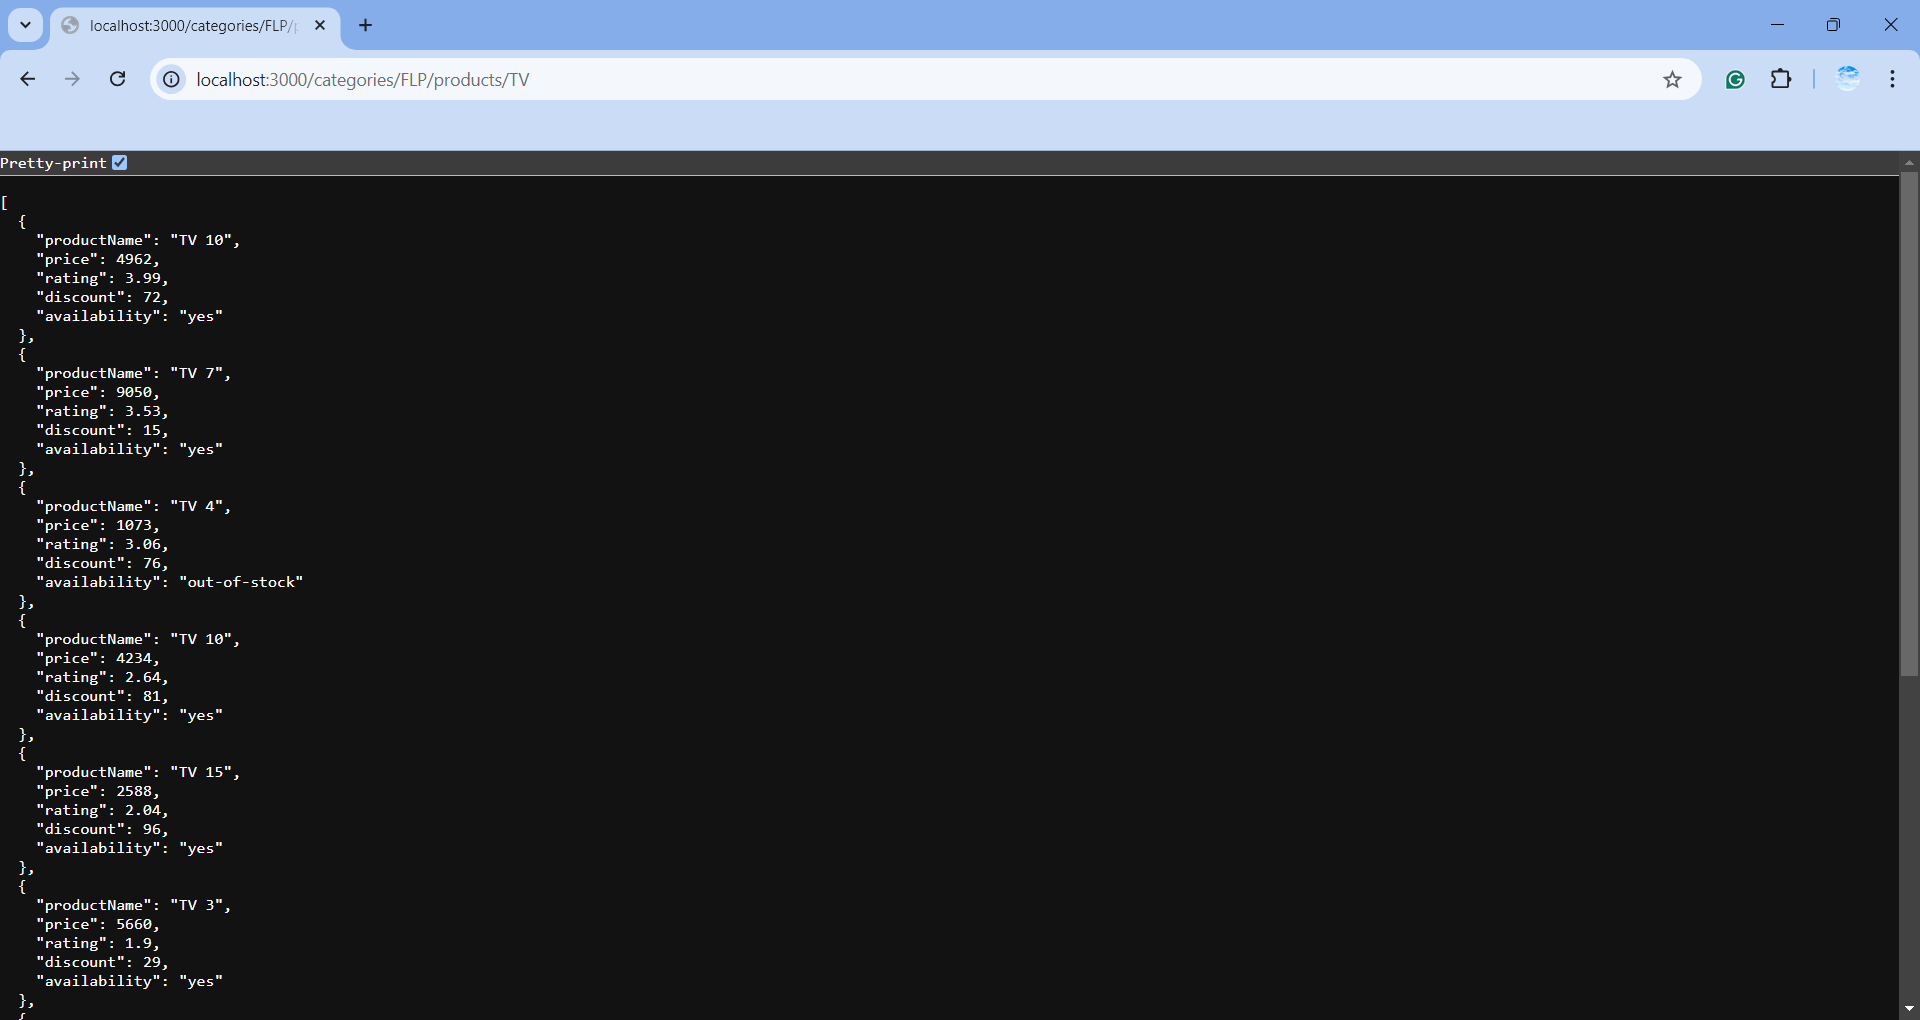 localhost:3000/categories/FLP/
localhost:3000/categories/FLP/products/TV
Pretty-print
[
  {
    "productName": "TV 10",
    "price": 4962,
    "rating": 3.99,
    "discount": 72,
    "availability": "yes"
  },
  {
    "productName": "TV 7",
    "price": 9050,
    "rating": 3.53,
    "discount": 15,
    "availability": "yes"
  },
  {
    "productName": "TV 4",
    "price": 1073,
    "rating": 3.06,
    "discount": 76,
    "availability": "out-of-stock"
  },
  {
    "productName": "TV 10",
    "price": 4234,
    "rating": 2.64,
    "discount": 81,
    "availability": "yes"
  },
  {
    "productName": "TV 15",
    "price": 2588,
    "rating": 2.04,
    "discount": 96,
    "availability": "yes"
  },
  {
    "productName": "TV 3",
    "price": 5660,
    "rating": 1.9,
    "discount": 29,
    "availability": "yes"
  },
  {